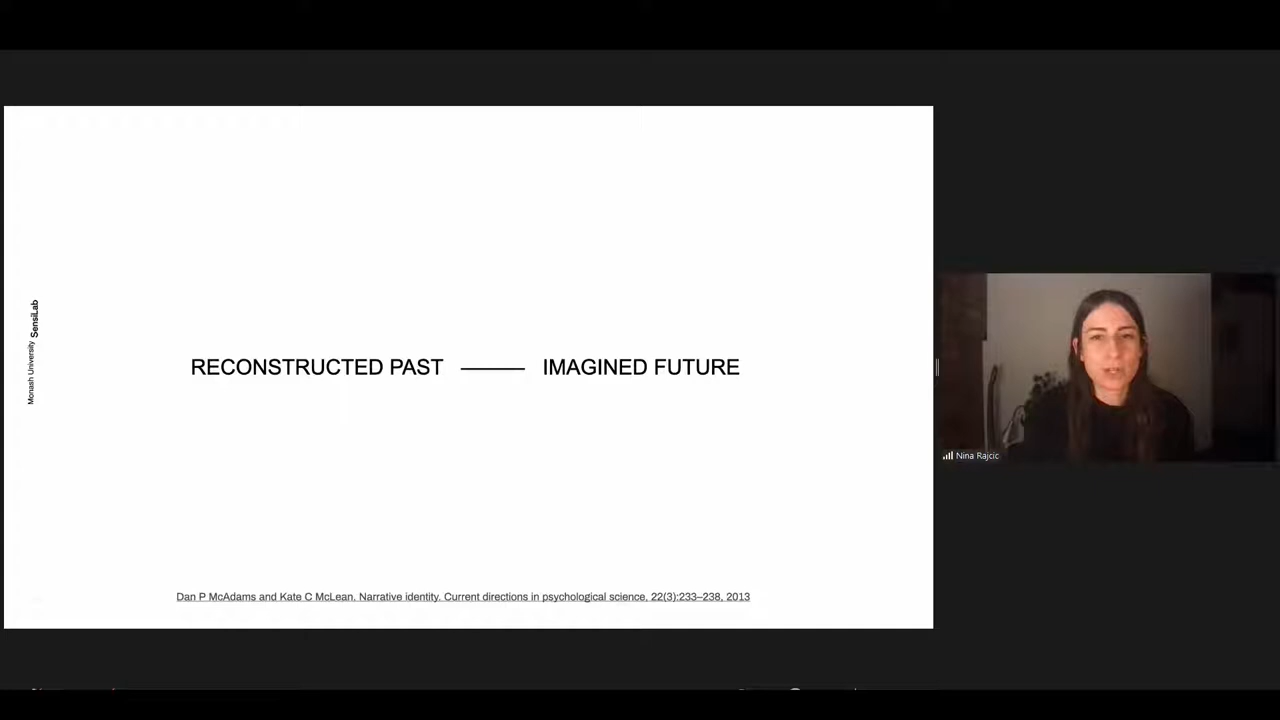 Monash University SensiLab
RECONSTRUCTED PAST —— IMAGINED FUTURE
Dan P McAdams and Kate C McLean. Narrative identity. Current directions in psychological science, 22(3):233–238, 2013
Nina Rajcic